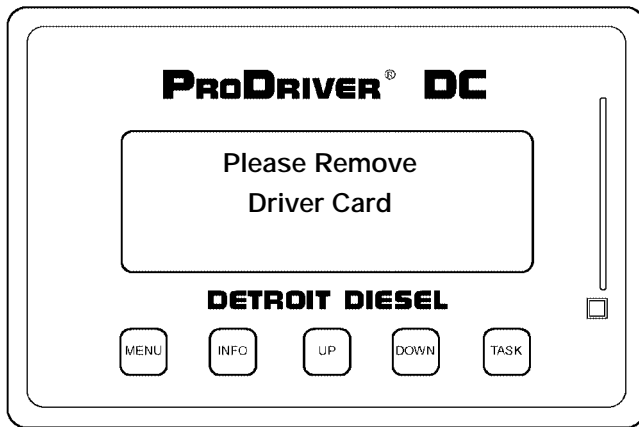 PRODRIVER® DC
Please Remove
Driver Card
DETROIT DIESEL
MENU INFO UP DOWN TASK